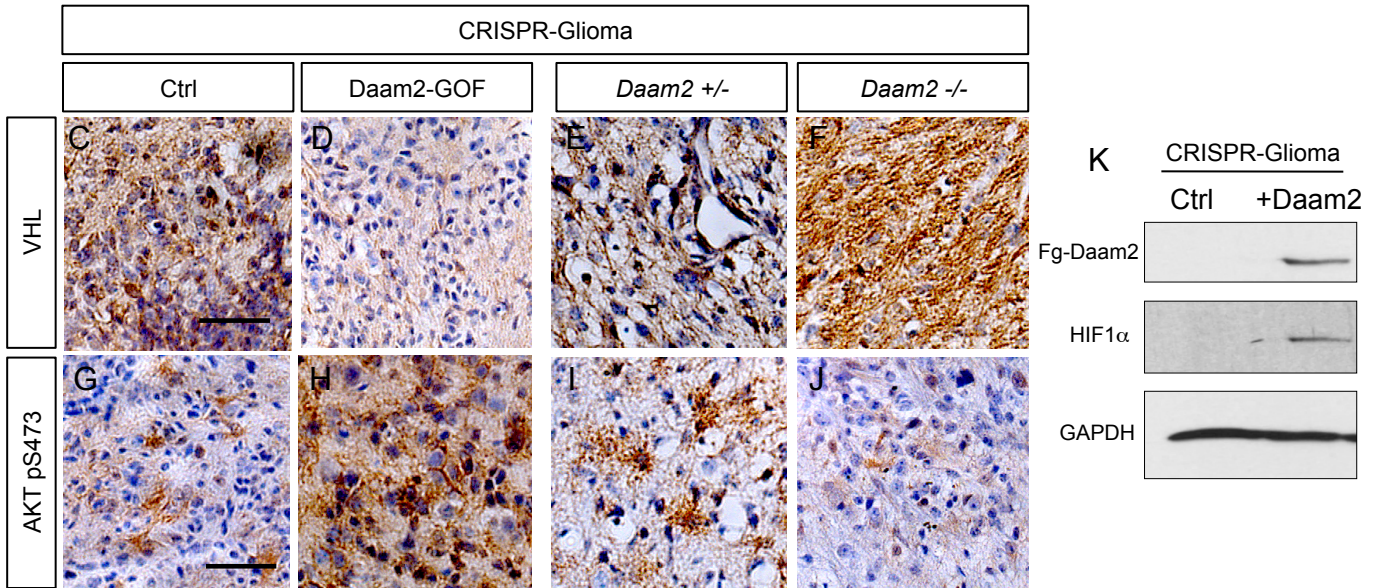 CRISPR-Glioma
Ctrl
Daam2-GOF
Daam2 +/-
Daam2 -/-
VHL
C
D
E
F
AKT pS473
G
H
I
J
K
CRISPR-Glioma
Ctrl
+Daam2
Fg-Daam2
HIF1α
GAPDH